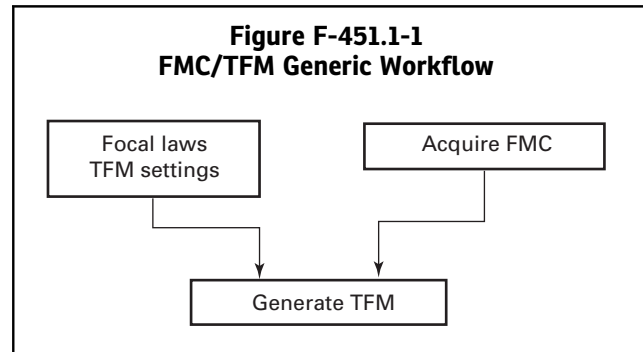 Figure F-451.1-1
FMC/TFM Generic Workflow
Focal laws
TFM settings
Acquire FMC
Generate TFM